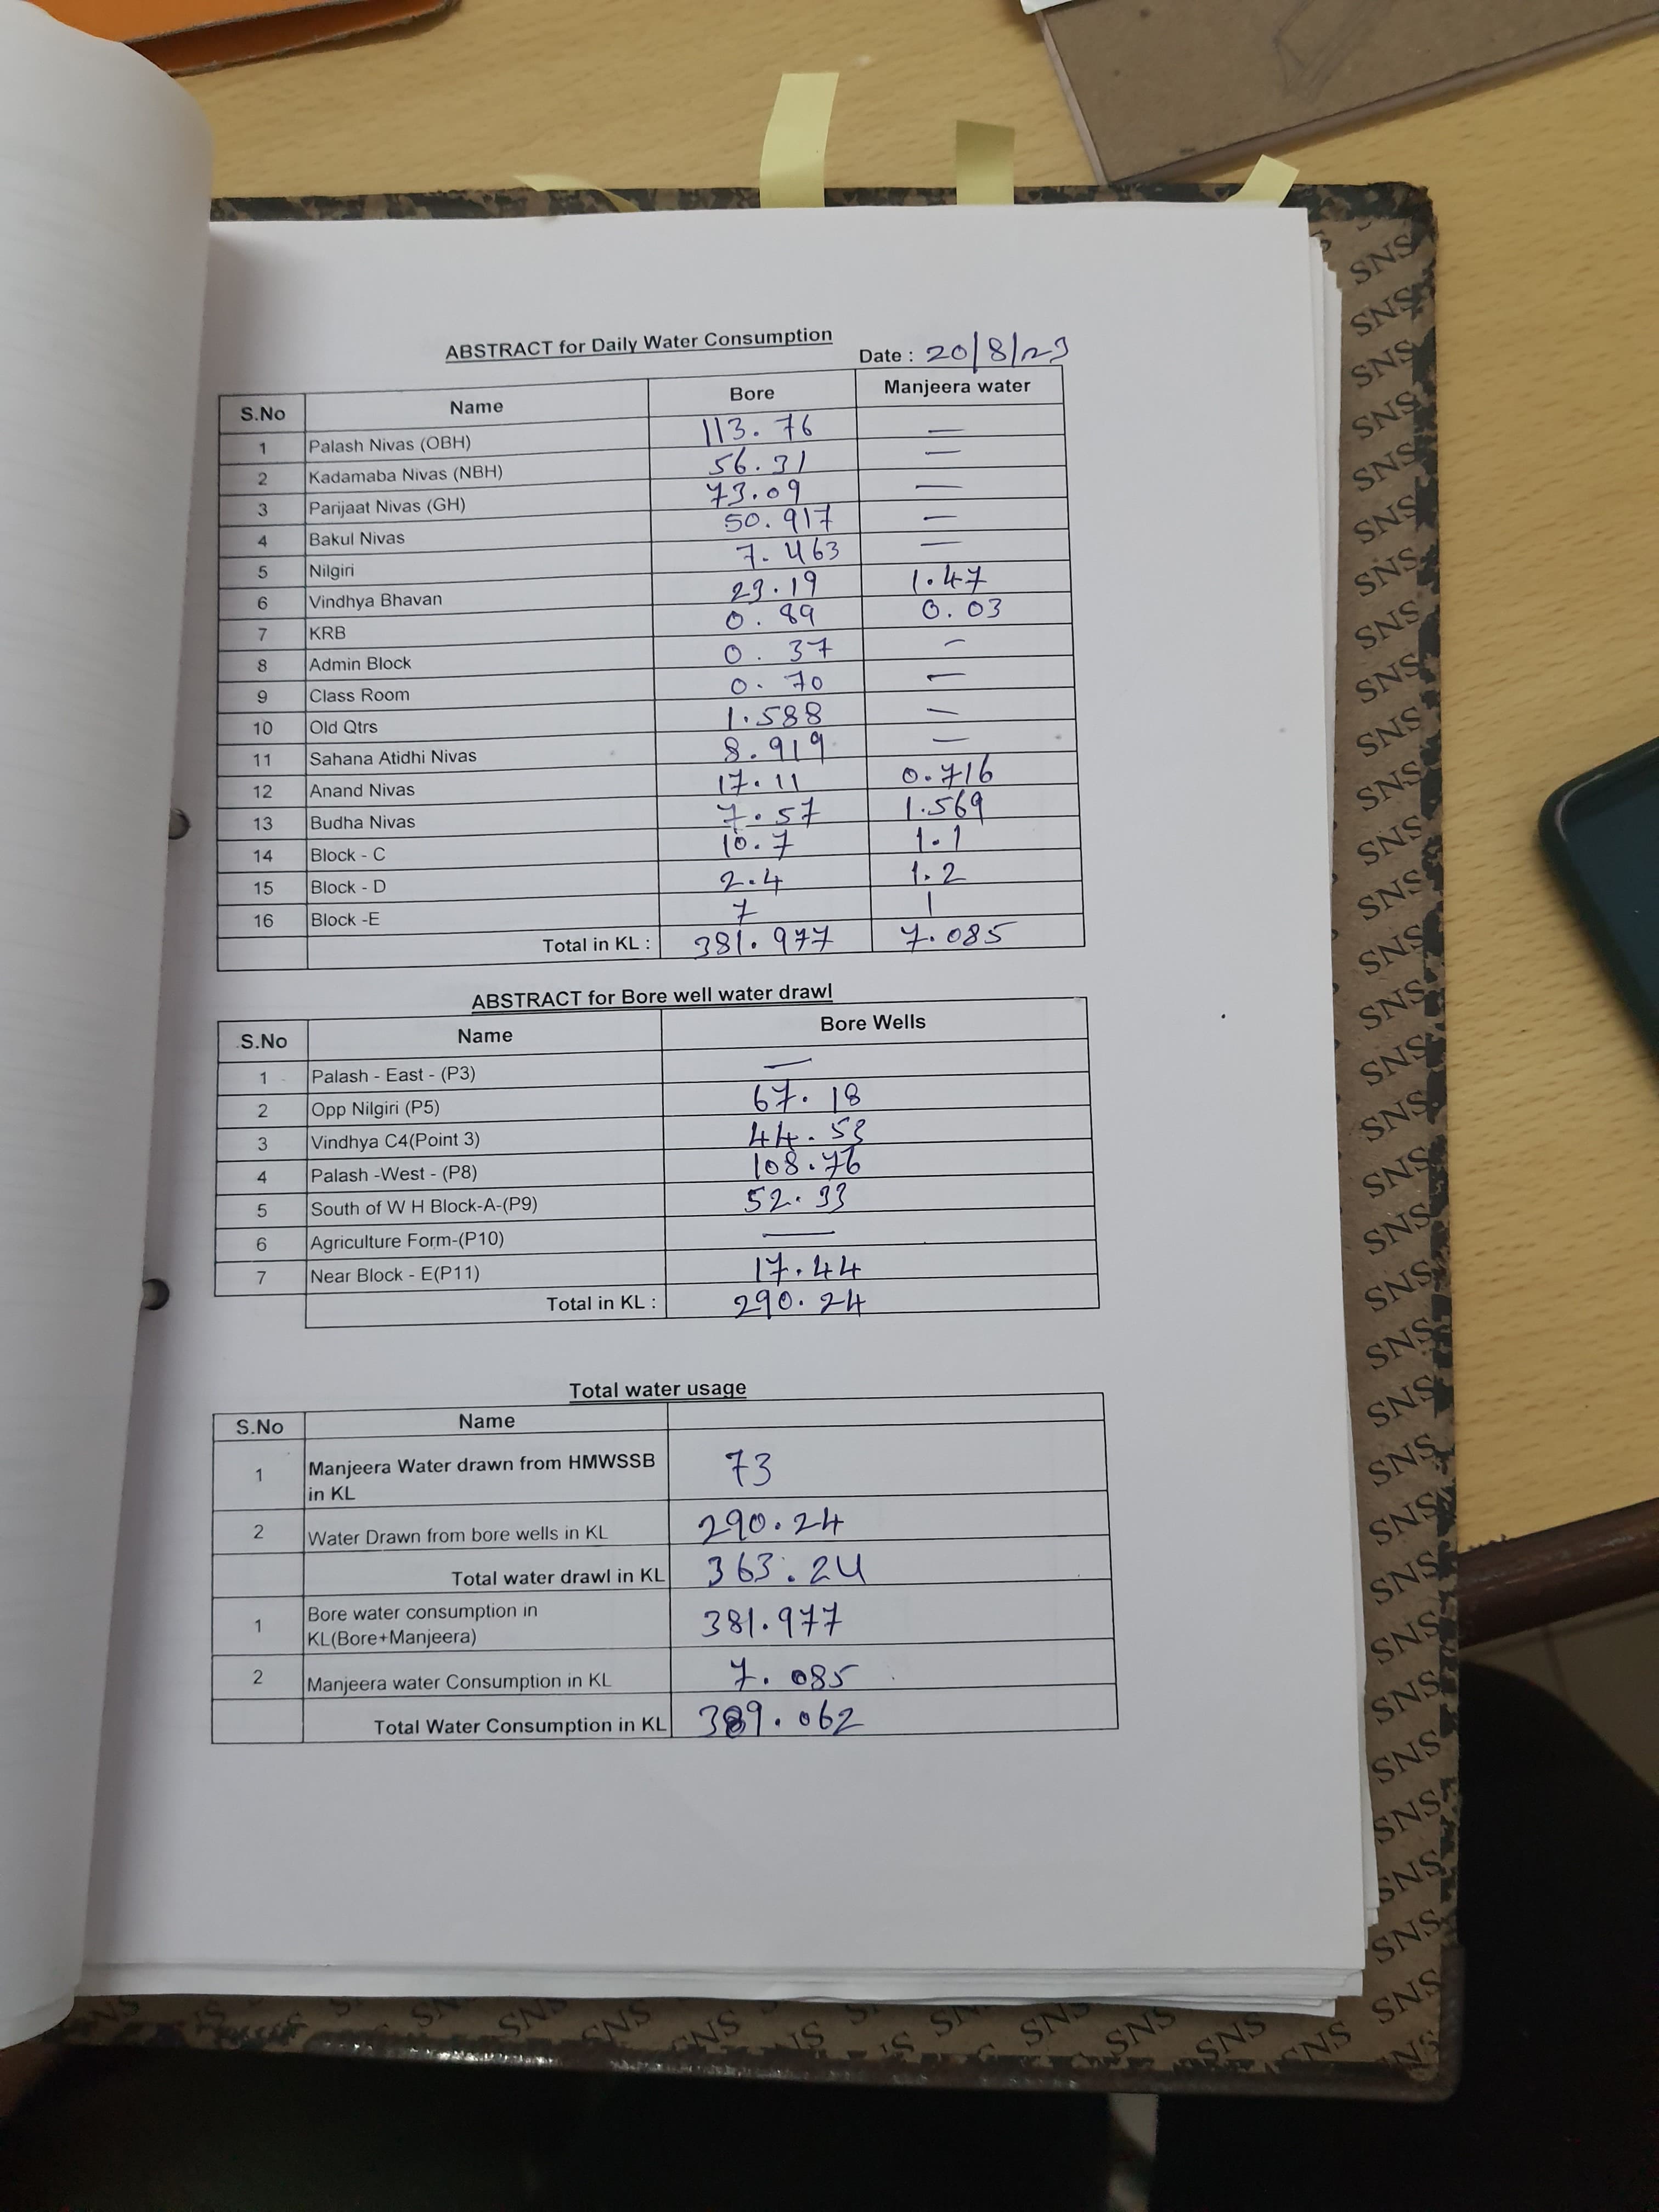 ABSTRACT for Daily Water Consumption
Date : 20/8/23
S.No Name Bore Manjeera water
1 Palash Nivas (OBH) 113.76 —
2 Kadamaba Nivas (NBH) 56.31 —
3 Parijaat Nivas (GH) 73.09 —
4 Bakul Nivas 50.917 —
5 Nilgiri 7.463 —
6 Vindhya Bhavan 23.19 1.47
7 KRB 0.89 0.03
8 Admin Block 0.37 —
9 Class Room 0.70 —
10 Old Qtrs 1.588 —
11 Sahana Atidhi Nivas 8.919 —
12 Anand Nivas 17.11 0.716
13 Budha Nivas 7.57 1.569
14 Block - C 10.7 1.1
15 Block - D 2.4 1.2
16 Block -E 7 1
Total in KL : 381.977 7.085
ABSTRACT for Bore well water drawl
S.No Name Bore Wells
1 Palash - East - (P3) —
2 Opp Nilgiri (P5) 67.18
3 Vindhya C4(Point 3) 44.53
4 Palash -West - (P8) 108.76
5 South of W H Block-A-(P9) 52.33
6 Agriculture Form-(P10) —
7 Near Block - E(P11) 17.44
Total in KL : 290.24
Total water usage
S.No Name
1 Manjeera Water drawn from HMWSSB in KL 73
2 Water Drawn from bore wells in KL 290.24
Total water drawl in KL 363.24
1 Bore water consumption in KL(Bore+Manjeera) 381.977
2 Manjeera water Consumption in KL 7.085
Total Water Consumption in KL 389.062
SNS